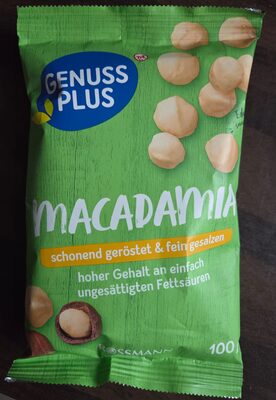 GENUSS
PLUS
MACADAMIA
schonend geröstet & fein gesalzen
hoher Gehalt an einfach
ungesättigten Fettsäuren
ROSSMANN
100